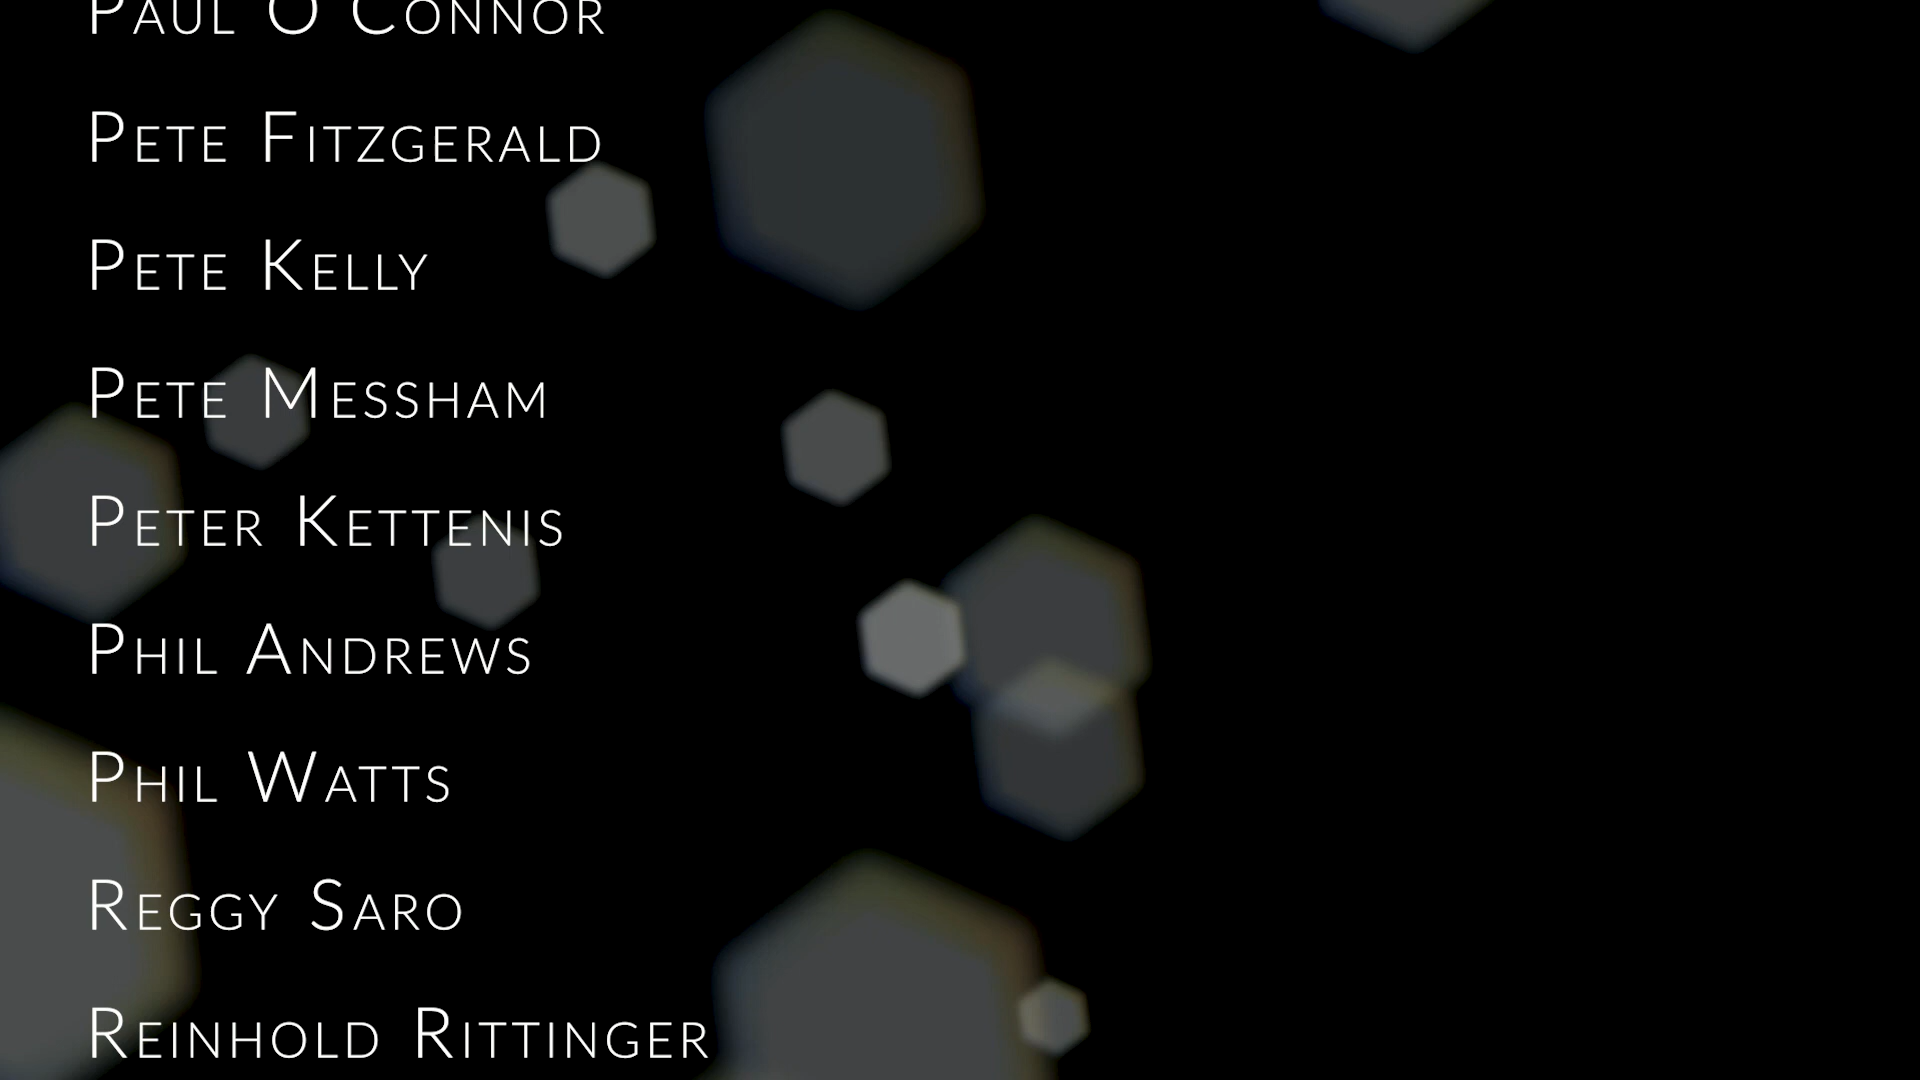 Paul O Connor
Pete Fitzgerald
Pete Kelly
Pete Messham
Peter Kettenis
Phil Andrews
Phil Watts
Reggy Saro
Reinhold Rittinger